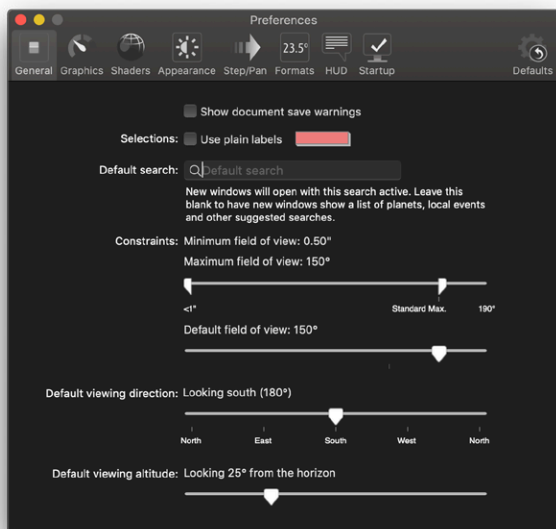 Preferences
General Graphics Shaders Appearance Step/Pan 23.5° Formats HUD Startup Defaults
Show document save warnings
Selections: Use plain labels
Default search: Default search
New windows will open with this search active. Leave this
blank to have new windows show a list of planets, local events
and other suggested searches.
Constraints: Minimum field of view: 0.50"
Maximum field of view: 150°
<1° Standard Max. 190°
Default field of view: 150°
Default viewing direction: Looking south (180°)
North East South West North
Default viewing altitude: Looking 25° from the horizon